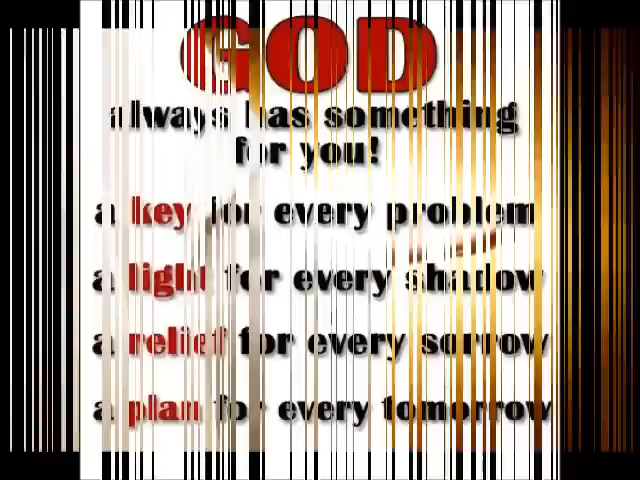 GOD
always has something
for you!
a key for every problem
a light for every shadow
a relief for every sorrow
a plan for every tomorrow